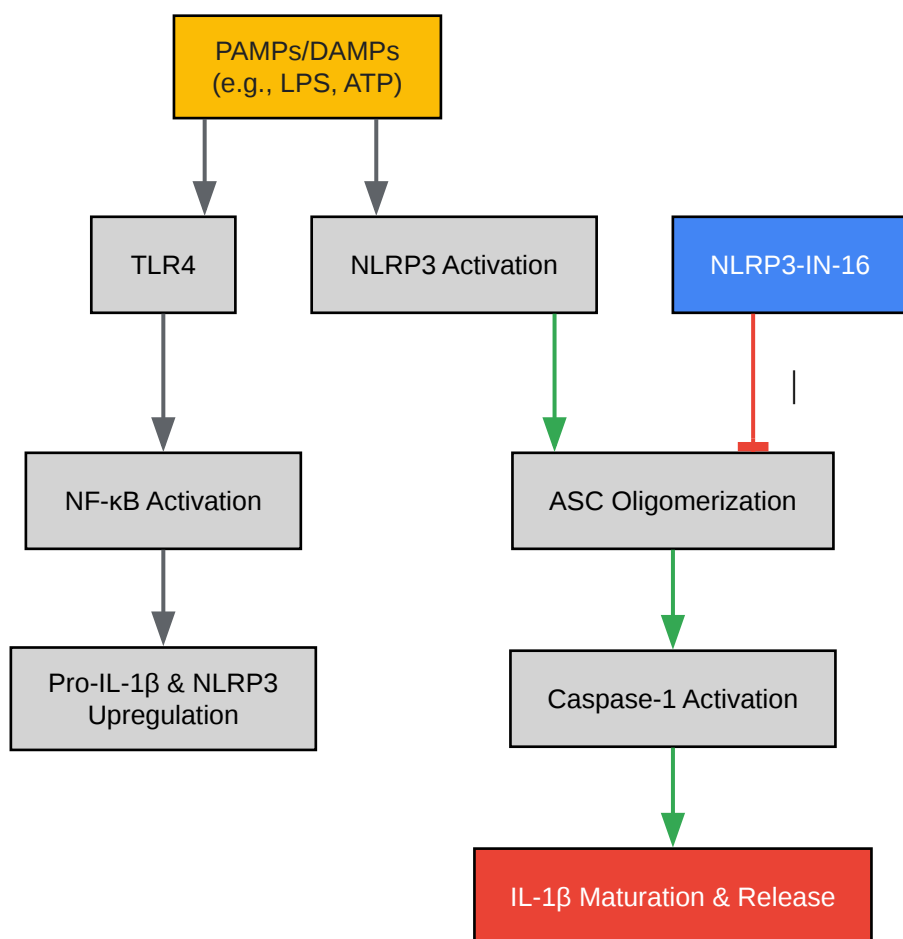 PAMPs/DAMPs
(e.g., LPS, ATP)
TLR4
NLRP3 Activation
NLRP3-IN-16
|
NF-κB Activation
ASC Oligomerization
Pro-IL-1β & NLRP3
Upregulation
Caspase-1 Activation
IL-1β Maturation & Release